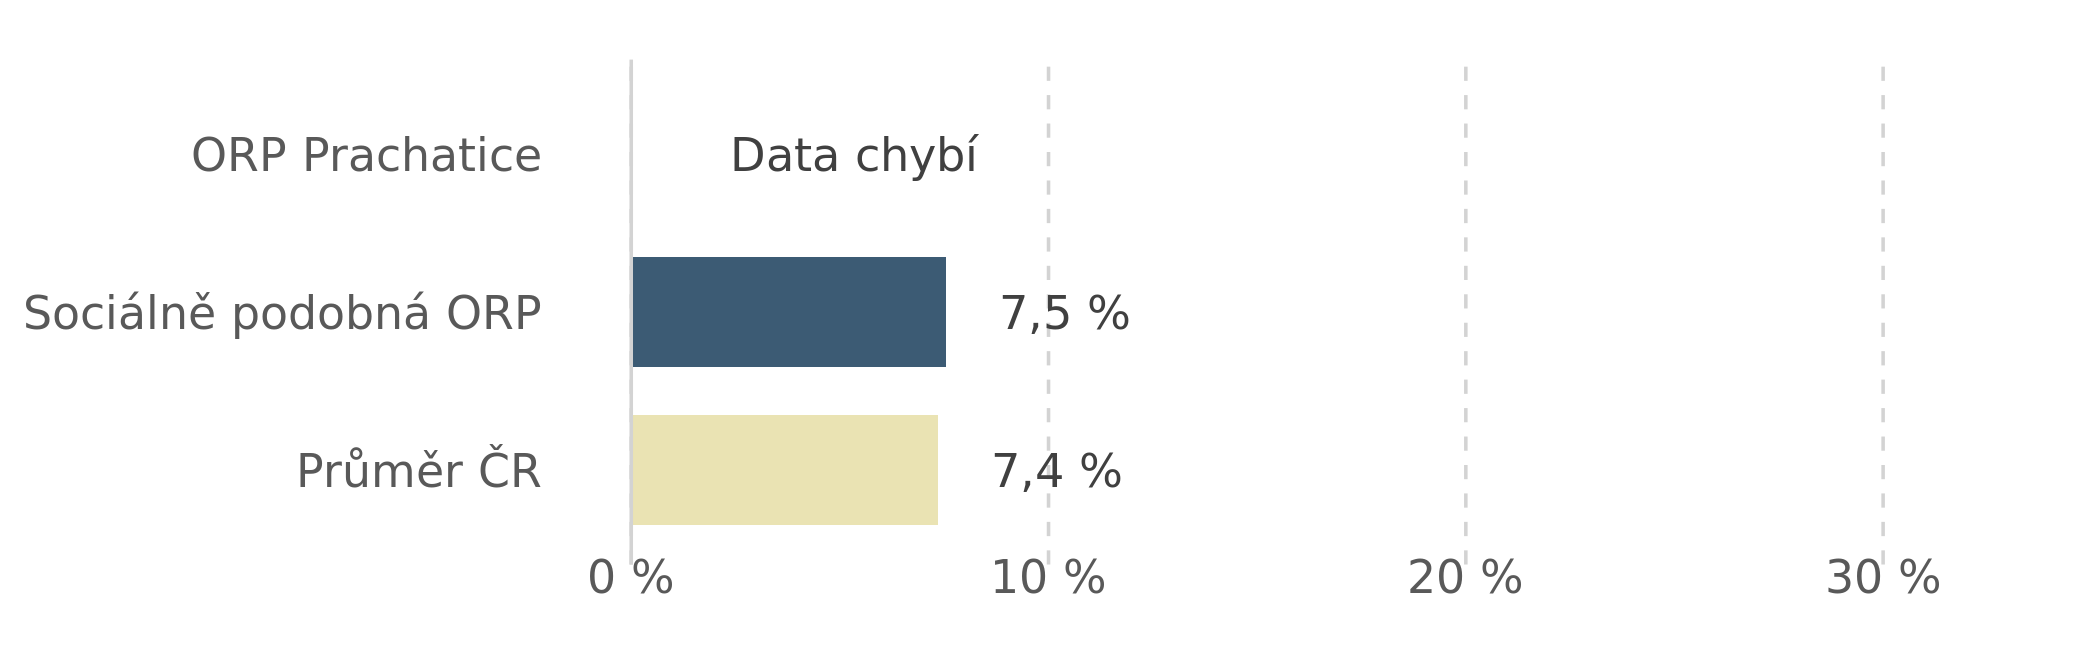 ORP Prachatice Data chybí
Sociálně podobná ORP 7,5 %
Průměr ČR 7,4 %
0 % 10 % 20 % 30 %